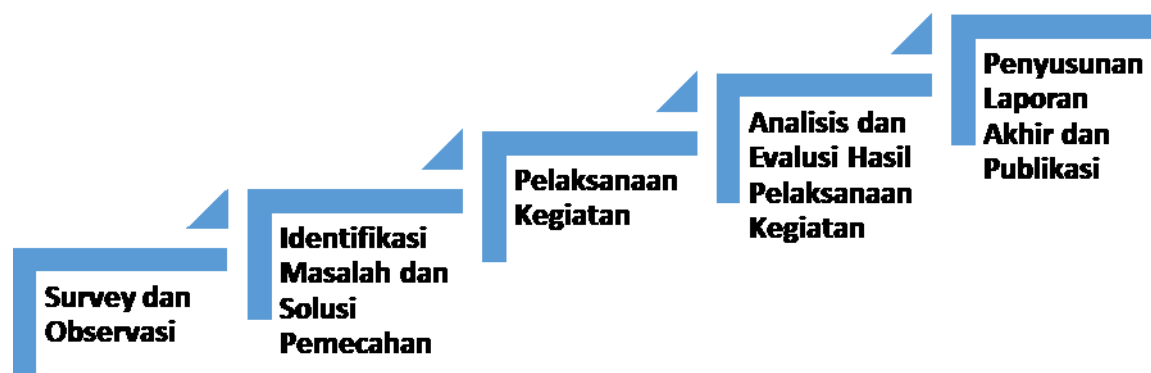 Survey dan
Observasi
Identifikasi
Masalah dan
Solusi
Pemecahan
Pelaksanaan
Kegiatan
Analisis dan
Evalusi Hasil
Pelaksanaan
Kegiatan
Penyusunan
Laporan
Akhir dan
Publikasi